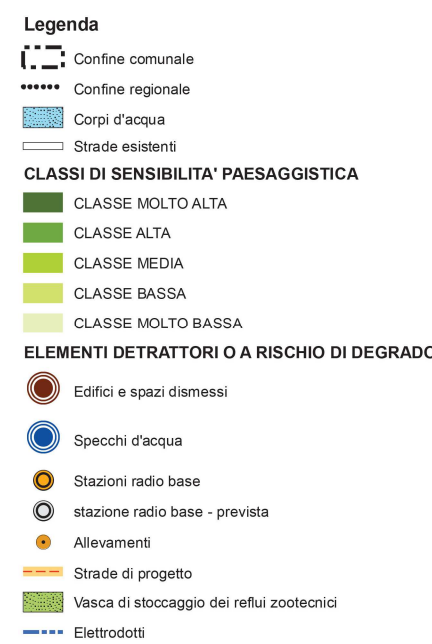 Legenda
Confine comunale
Confine regionale
Corpi d'acqua
Strade esistenti
CLASSI DI SENSIBILITA' PAESAGGISTICA
CLASSE MOLTO ALTA
CLASSE ALTA
CLASSE MEDIA
CLASSE BASSA
CLASSE MOLTO BASSA
ELEMENTI DETRATTORI O A RISCHIO DI DEGRADO
Edifici e spazi dismessi
Specchi d'acqua
Stazioni radio base
stazione radio base - prevista
Allevamenti
Strade di progetto
Vasca di stoccaggio dei reflui zootecnici
Elettrodotti